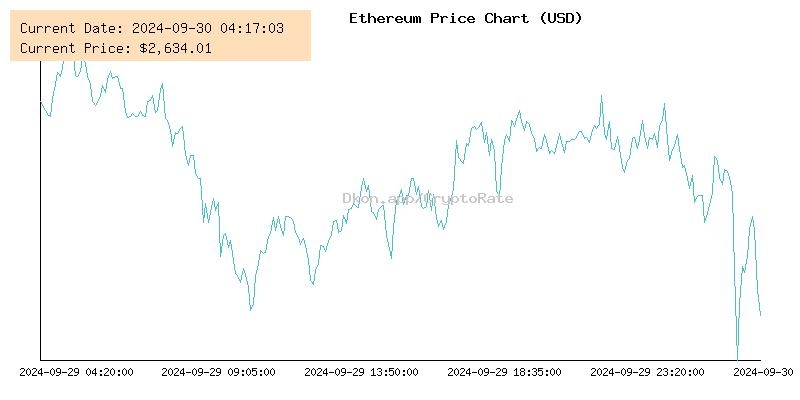 Ethereum Price Chart (USD)
Current Date: 2024-09-30 04:17:03
Current Price: $2,634.01
Dkon.app/CryptoRate
2024-09-29 04:20:00
2024-09-29 09:05:00
2024-09-29 13:50:00
2024-09-29 18:35:00
2024-09-29 23:20:00
2024-09-30